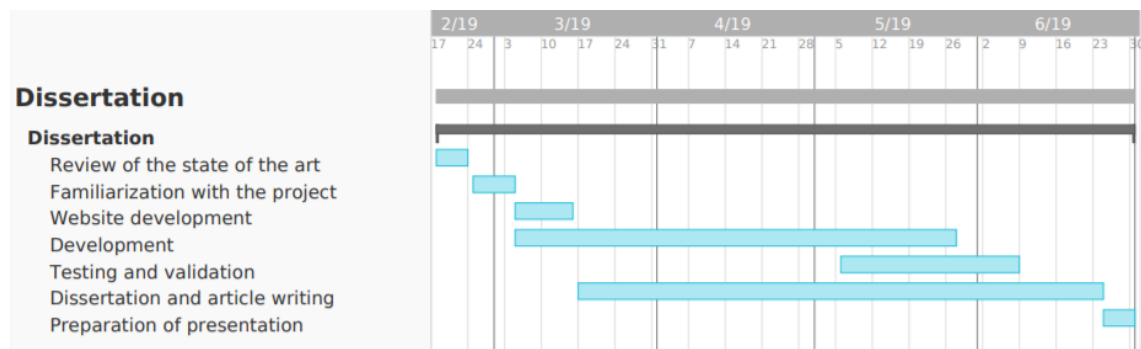 2/19 3/19 4/19 5/19 6/19
17 24 3 10 17 24 31 7 14 21 28 5 12 19 26 2 9 16 23 30
Dissertation
Dissertation
Review of the state of the art
Familiarization with the project
Website development
Development
Testing and validation
Dissertation and article writing
Preparation of presentation